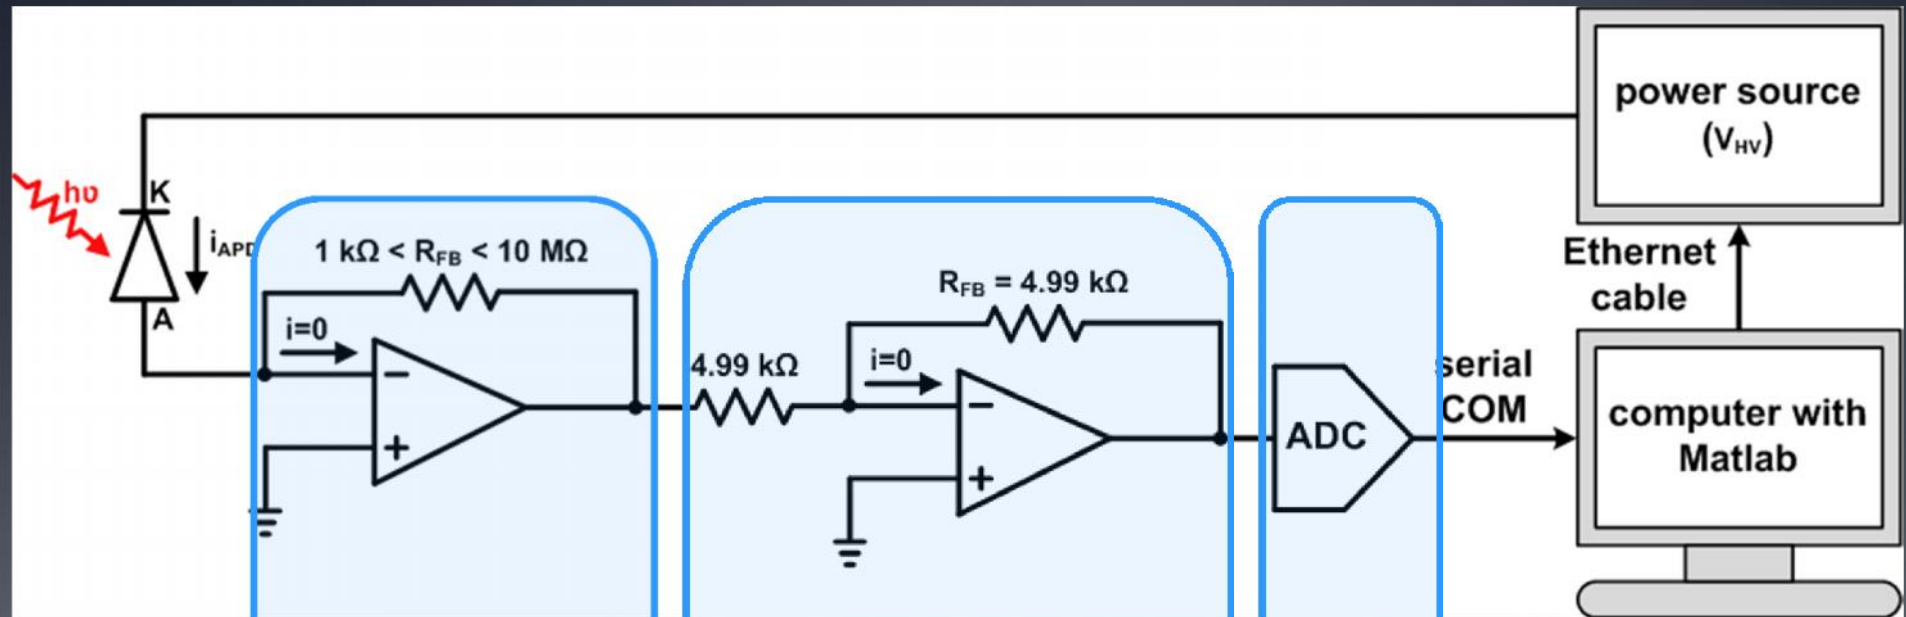 power source
(VHV)
hυ
K
iAPD
A
1 kΩ < RFB < 10 MΩ
i=0
−
+
RFB = 4.99 kΩ
4.99 kΩ
i=0
−
+
ADC
serial
COM
Ethernet
cable
computer with
Matlab